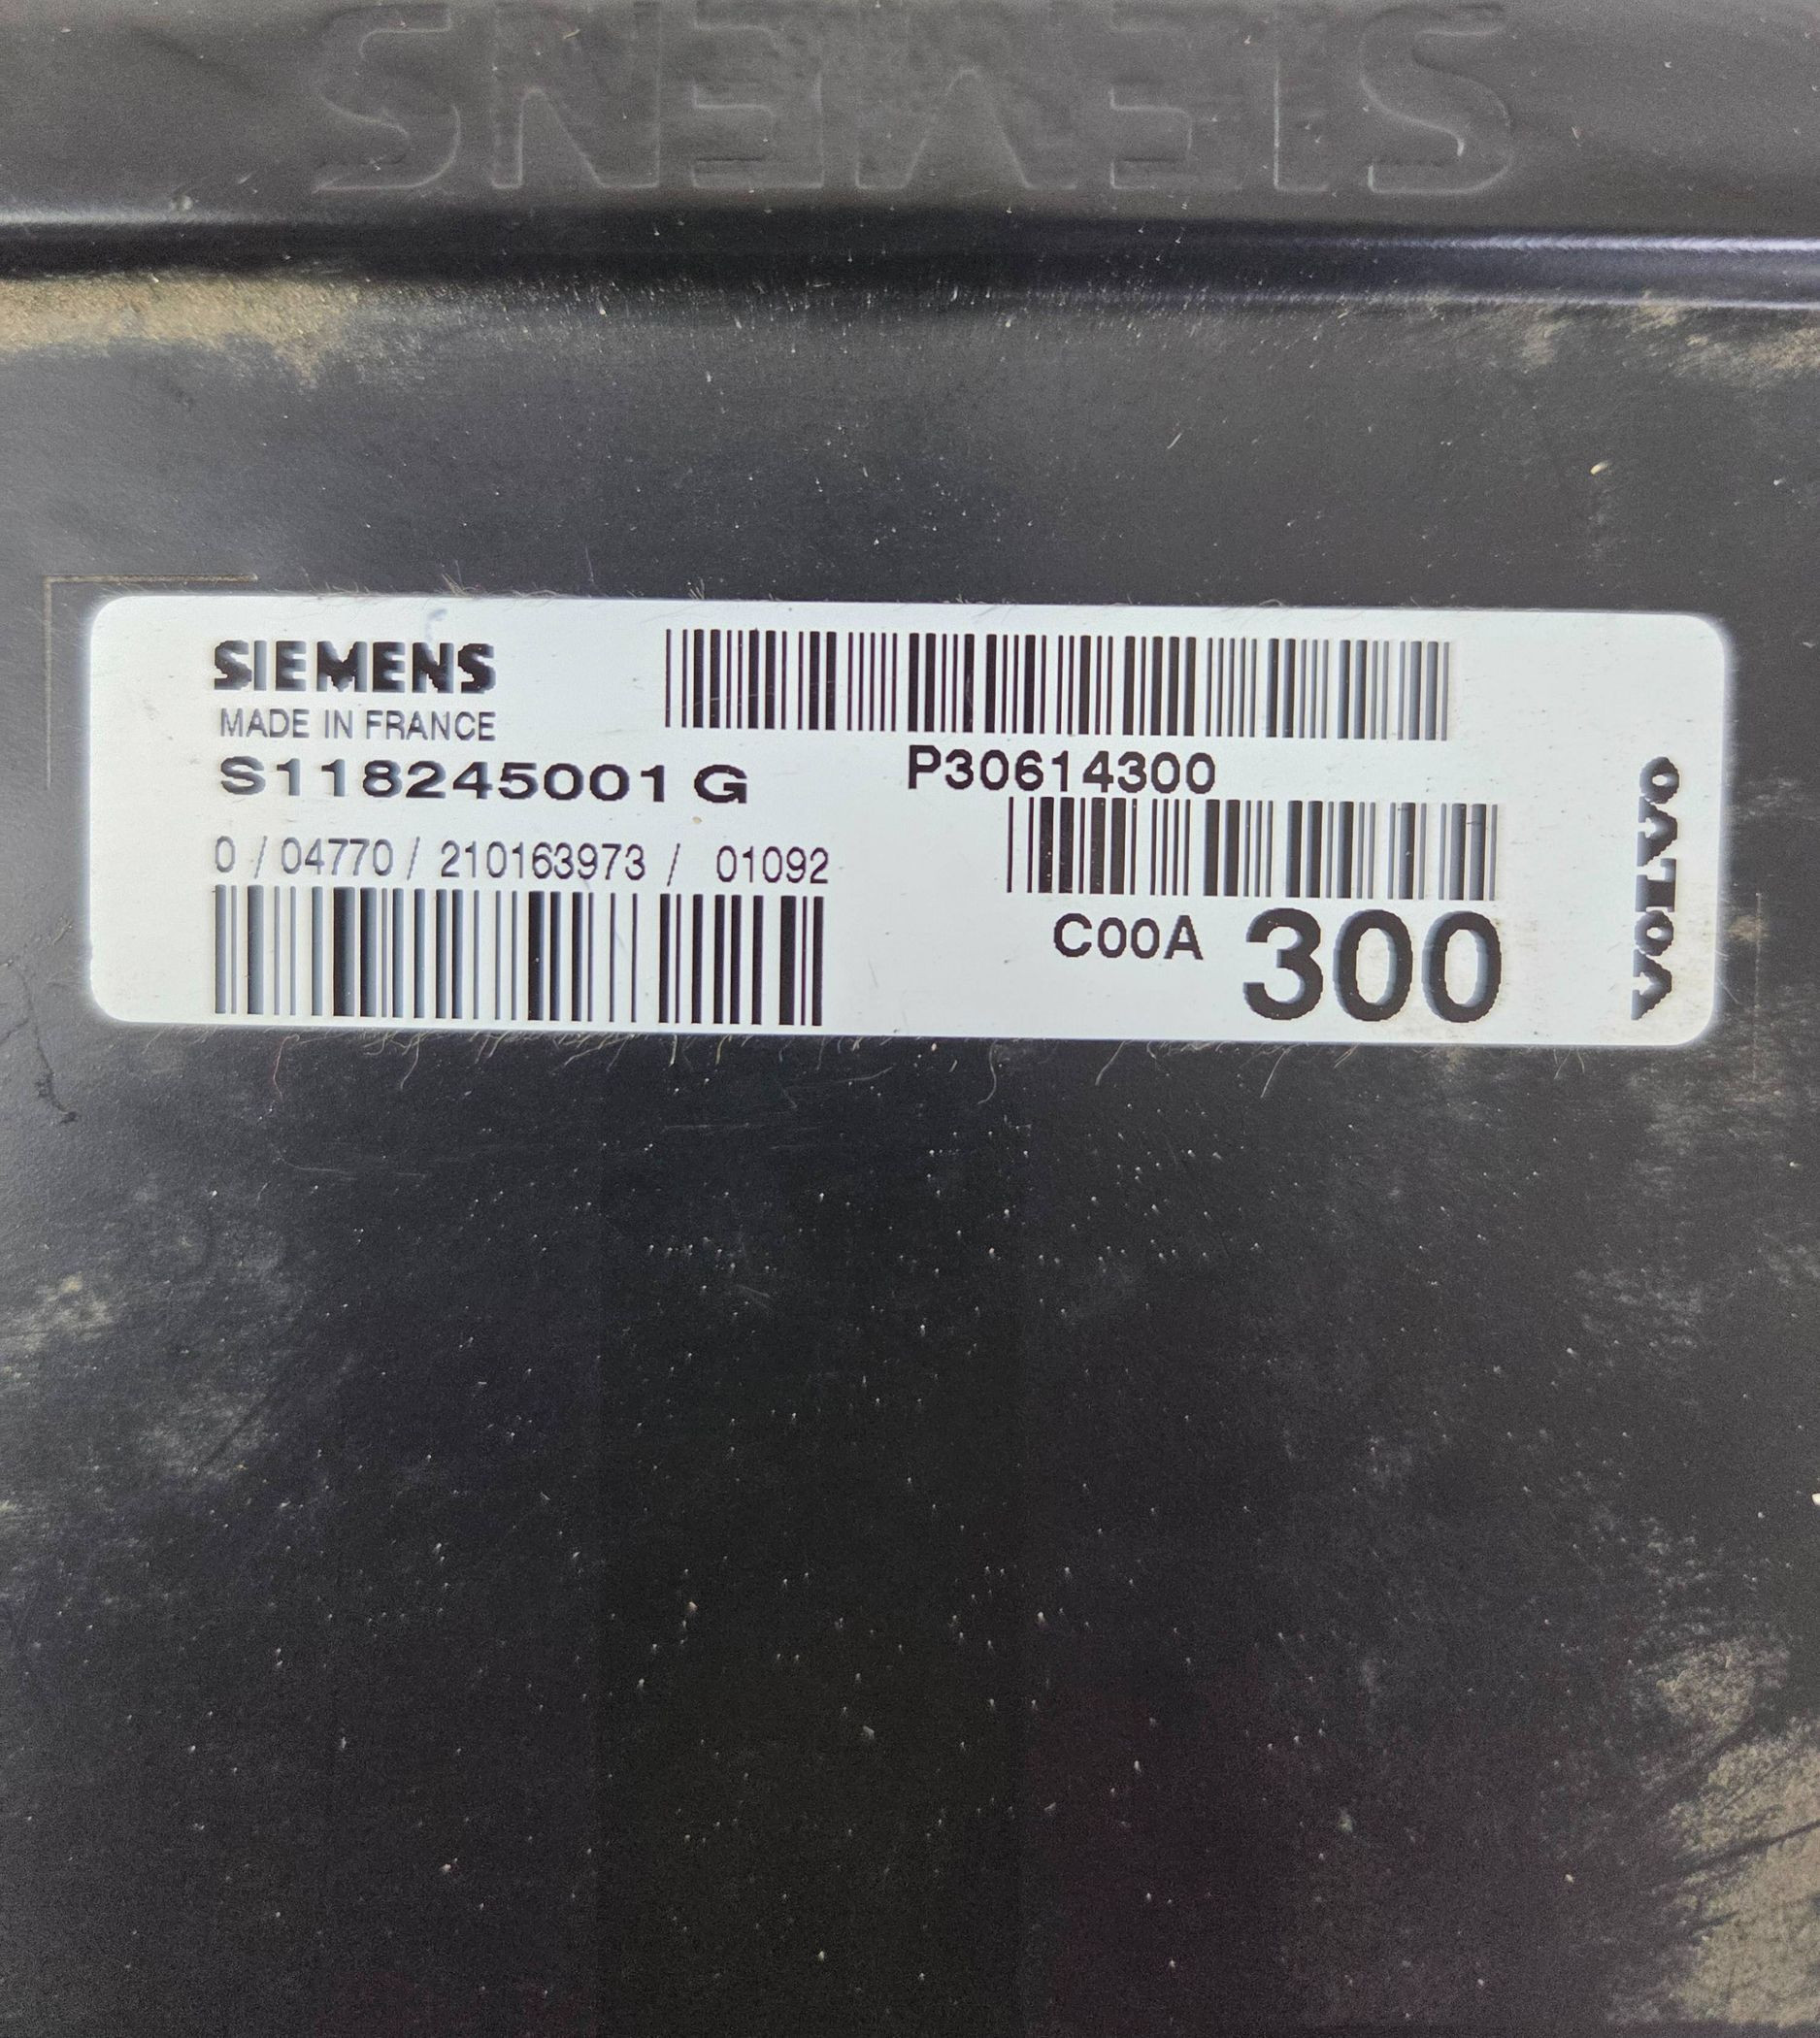 SIEMENS
SIEMENS
MADE IN FRANCE
S118245001 G
P30614300
0 / 04770 / 210163973 / 01092
C00A 300
VOLVO